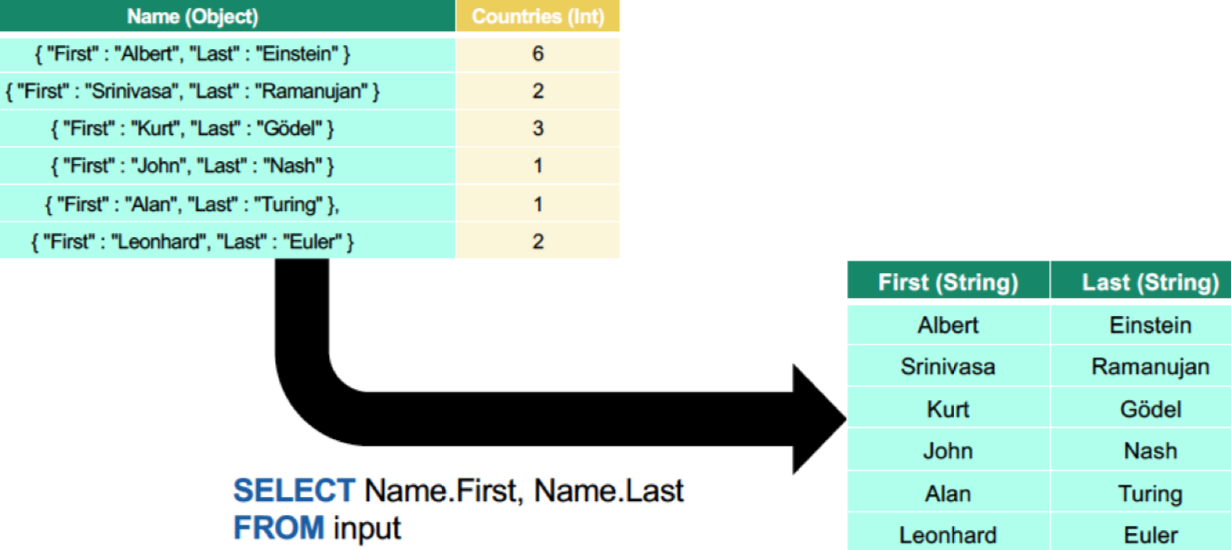 Name (Object) Countries (Int)
{ "First" : "Albert", "Last" : "Einstein" } 6
{ "First" : "Srinivasa", "Last" : "Ramanujan" } 2
{ "First" : "Kurt", "Last" : "Gödel" } 3
{ "First" : "John", "Last" : "Nash" } 1
{ "First" : "Alan", "Last" : "Turing" }, 1
{ "First" : "Leonhard", "Last" : "Euler" } 2
First (String) Last (String)
Albert Einstein
Srinivasa Ramanujan
Kurt Gödel
John Nash
Alan Turing
Leonhard Euler
SELECT Name.First, Name.Last
FROM input